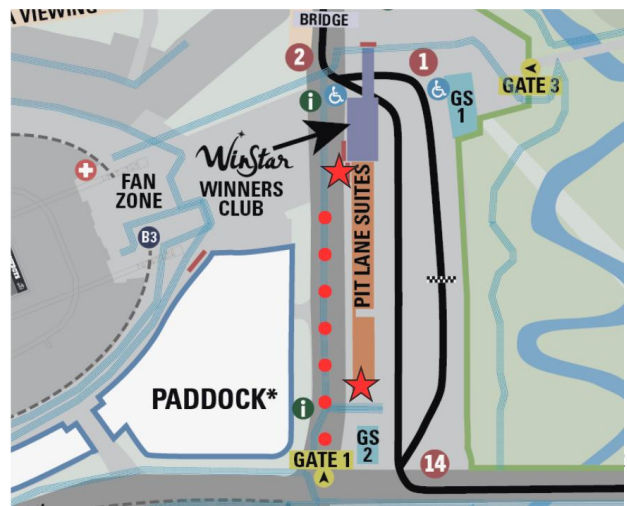 A VIEWING
BRIDGE
2
1
GATE 3
i
GS
1
WinStar
WINNERS
CLUB
FAN
ZONE
B3
PIT LANE SUITES
PADDOCK*
i
GATE 1
GS
2
14